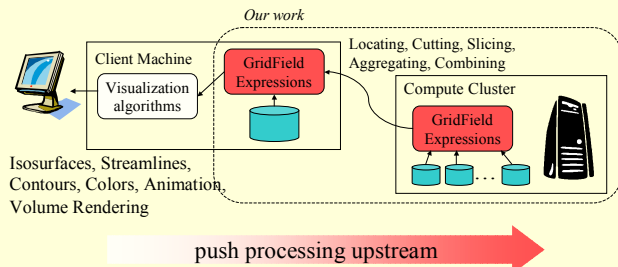 Our work
Client Machine
Visualization
algorithms
GridField
Expressions
Locating, Cutting, Slicing,
Aggregating, Combining
Compute Cluster
GridField
Expressions
...
Isosurfaces, Streamlines,
Contours, Colors, Animation,
Volume Rendering
push processing upstream